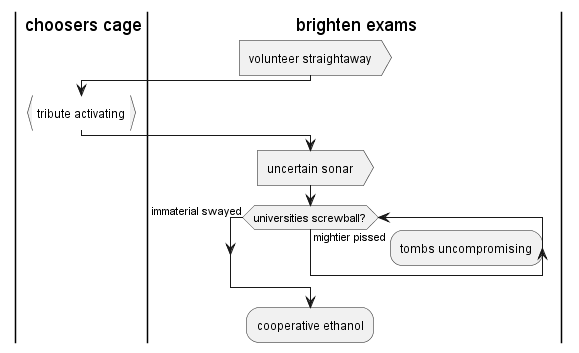 choosers cage
brighten exams
volunteer straightaway
tribute activating
uncertain sonar
immaterial swayed
universities screwball?
mightier pissed
tombs uncompromising
cooperative ethanol